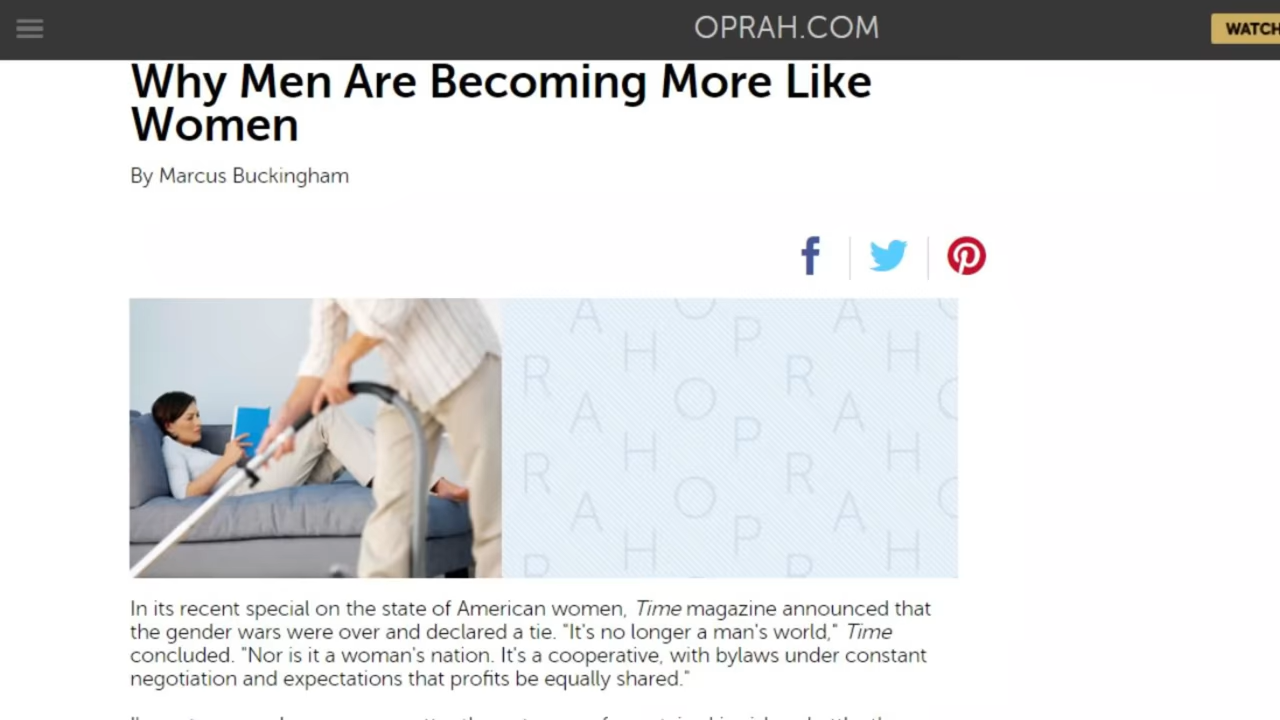 OPRAH.COM
WATCH
Why Men Are Becoming More Like
Women
By Marcus Buckingham
In its recent special on the state of American women, Time magazine announced that
the gender wars were over and declared a tie. "It's no longer a man's world," Time
concluded. "Nor is it a woman's nation. It's a cooperative, with bylaws under constant
negotiation and expectations that profits be equally shared."